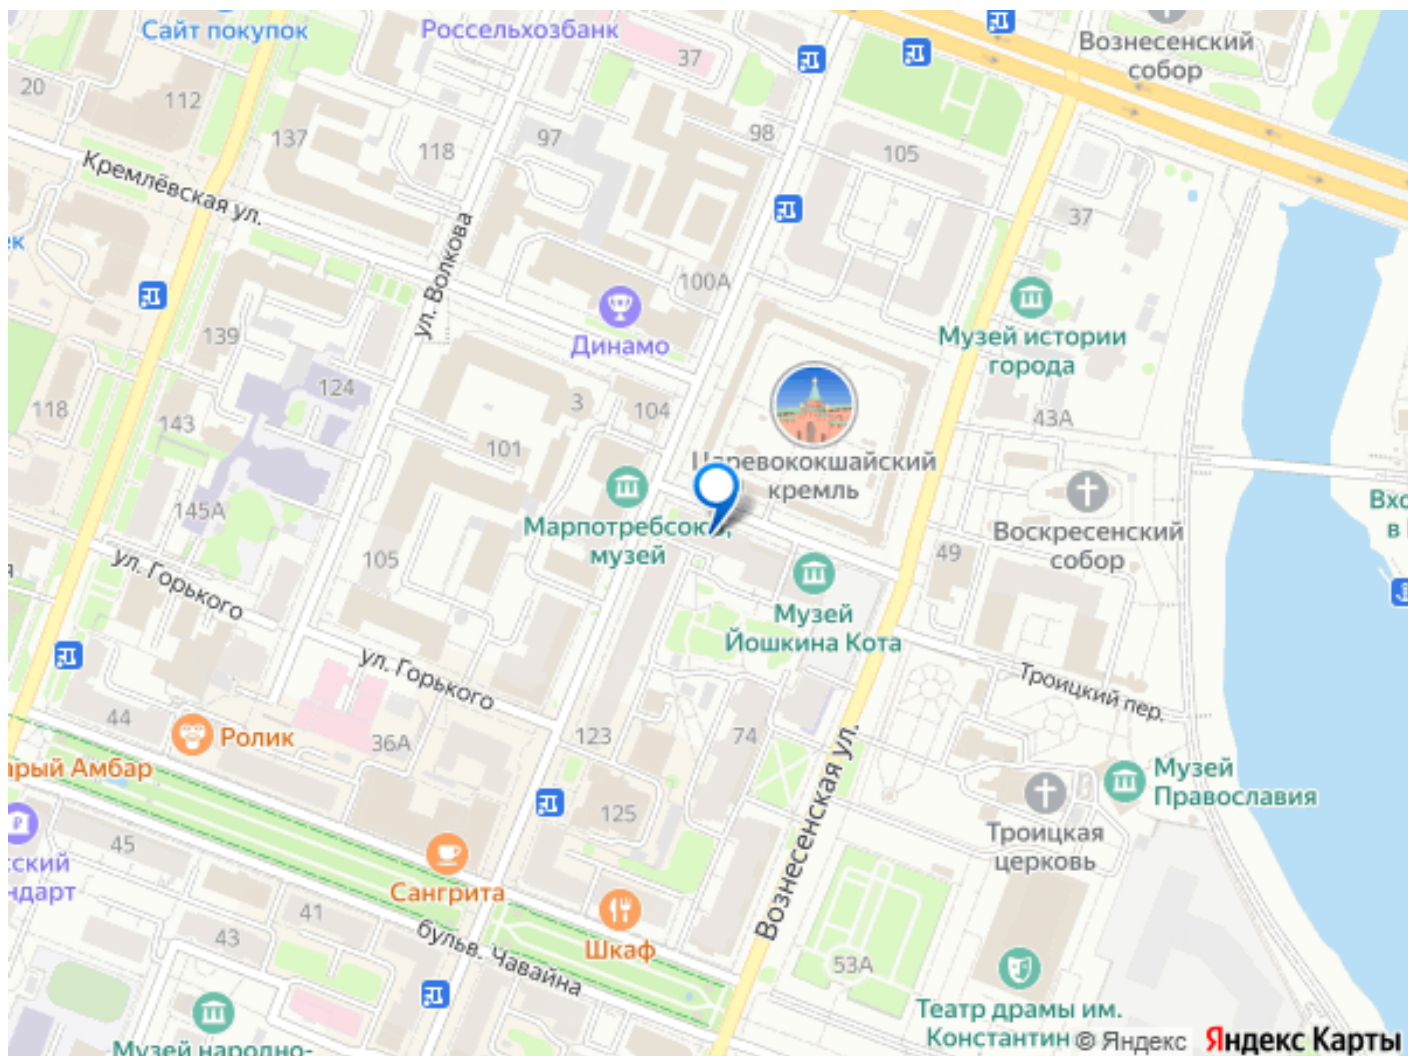 Сайт покупок
Россельхозбанк
Вознесенский
собор
37
20
112
137
118
97
98
105
Кремлёвская ул.
ул. Волкова
37
100А
Динамо
Музей истории
города
139
124
118
143
3
104
43А
101
Царевококшайский
кремль
145А
Марпотребсоюз,
музей
Воскресенский
собор
49
105
ул. Горького
Музей
Йошкина Кота
ул. Горького
Троицкий пер.
44
Ролик
36А
123
74
Вознесенская ул.
Музей
Православия
125
45
Троицкая
церковь
Сангрита
41
43
Шкаф
бульв. Чавайна
53А
Театр драмы им.
Константин
Музей народно-
© Яндекс
Яндекс Карты